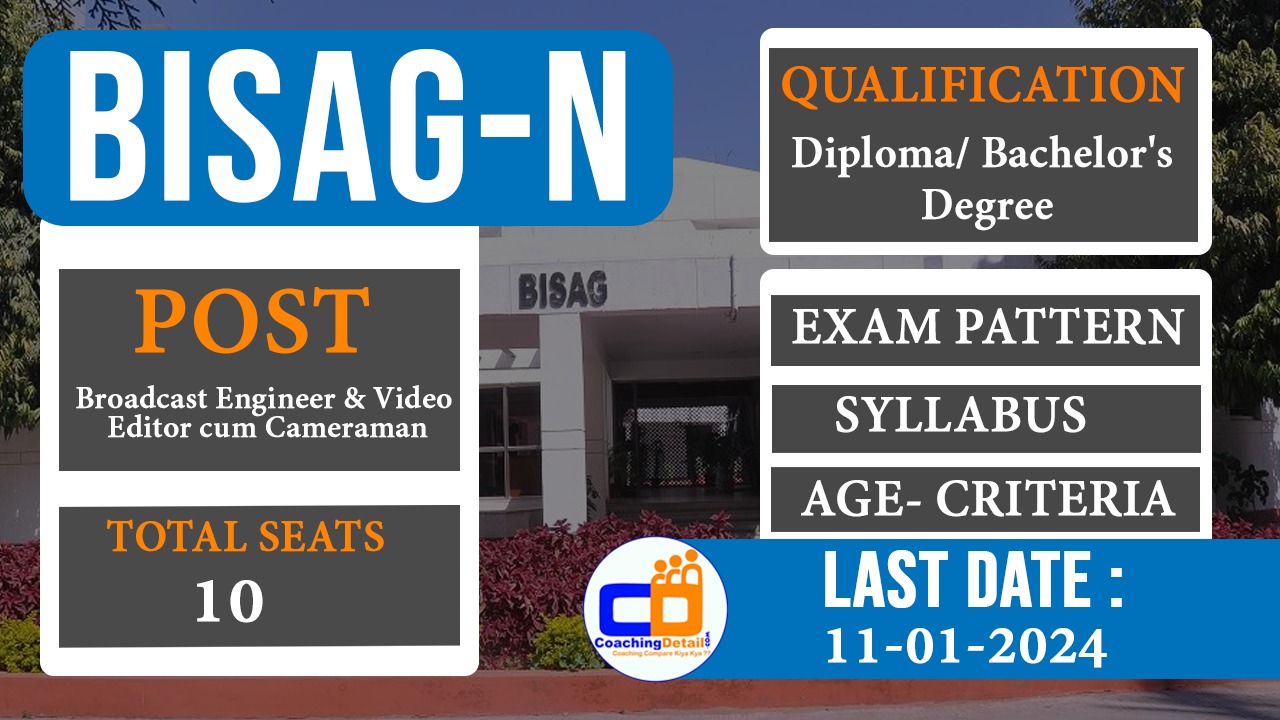 BISAG-N
POST
Broadcast Engineer & Video
Editor cum Cameraman
TOTAL SEATS
10
BISAG
QUALIFICATION
Diploma/ Bachelor's
Degree
EXAM PATTERN
SYLLABUS
AGE- CRITERIA
LAST DATE :
11-01-2024
CoachingDetail.com
Coaching Compare Kiya Kya ??